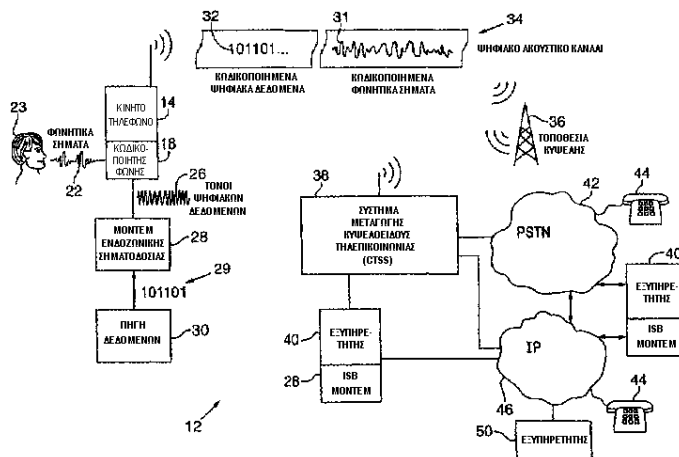 32
101101...
31
34
ΨΗΦΙΑΚΟ ΑΚΟΥΣΤΙΚΟ ΚΑΝΑΛΙ
ΚΩΔΙΚΟΠΟΙΗΜΕΝΑ
ΨΗΦΙΑΚΑ ΔΕΔΟΜΕΝΑ
ΚΩΔΙΚΟΠΟΙΗΜΕΝΑ
ΦΩΝΗΤΙΚΑ ΣΗΜΑΤΑ
23
ΦΩΝΗΤΙΚΑ
ΣΗΜΑΤΑ
22
ΚΙΝΗΤΟ
ΤΗΛΕΦΩΝΟ
14
ΚΩΔΙΚΟ-
ΠΟΙΗΤΗΣ
ΦΩΝΗΣ
18
26
ΤΟΝΟΙ
ΨΗΦΙΑΚΩΝ
ΔΕΔΟΜΕΝΩΝ
ΜΟΝΤΕΜ
ΕΝΔΟΖΩΝΙΚΗΣ
ΣΗΜΑΤΟΔΟΣΙΑΣ
28
29
101101
ΠΗΓΗ
ΔΕΔΟΜΕΝΩΝ
30
36
ΤΟΠΟΘΕΣΙΑ
ΚΥΨΕΛΗΣ
38
ΣΥΣΤΗΜΑ
ΜΕΤΑΓΩΓΗΣ
ΚΥΨΕΛΟΕΙΔΟΥΣ
ΤΗΛΕΠΙΚΟΙΝΩΝΙΑ
(CTSS)
42
44
PSTN
40
ΕΞΥΠΗΡΕ-
ΤΗΤΗΣ
ISB
ΜΟΝΤΕΜ
40
ΕΞΥΠΗΡΕ-
ΤΗΤΗΣ
28
ISB
ΜΟΝΤΕΜ
IP
46
44
50
ΕΞΥΠΗΡΕΤΗΤΗΣ
12